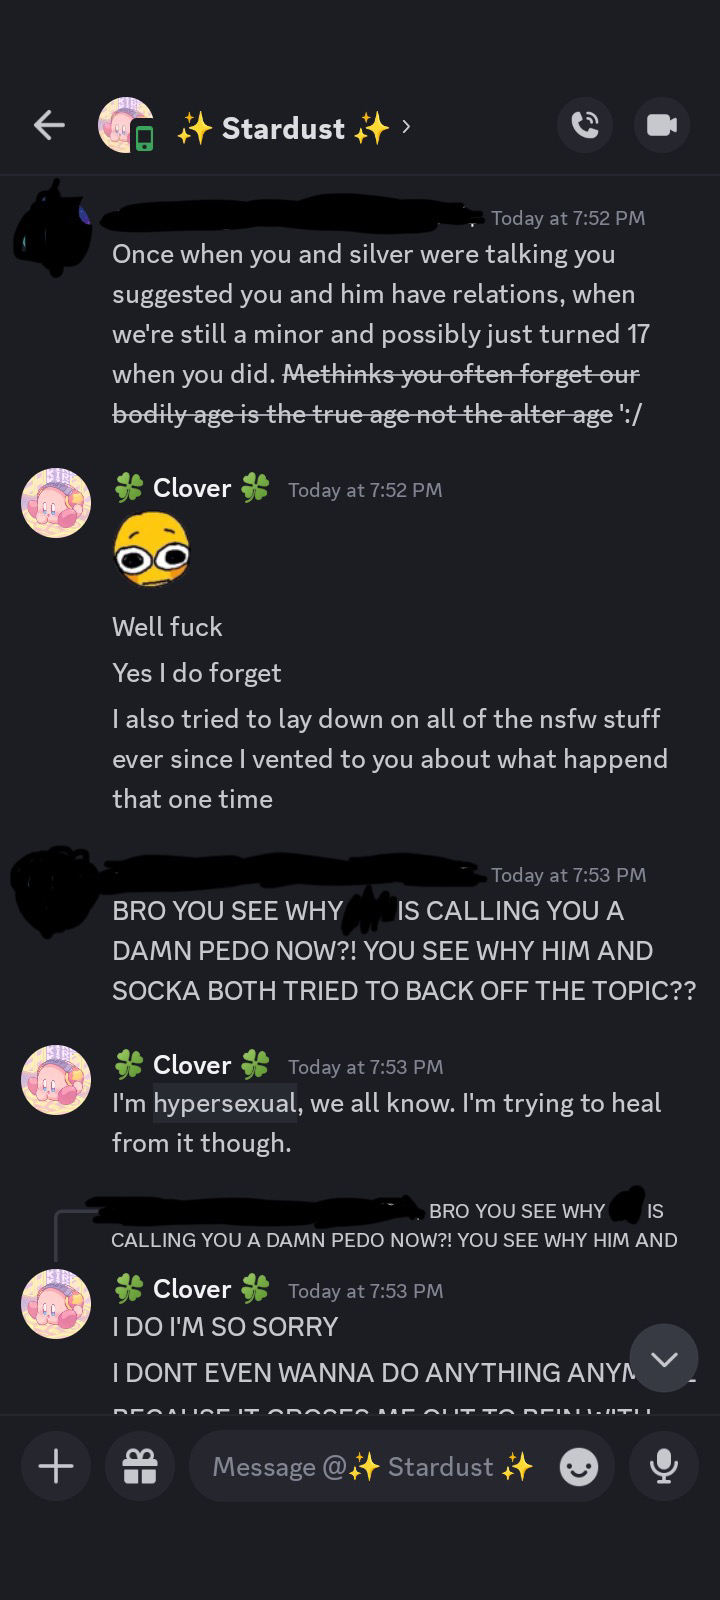 ✨ Stardust ✨ ›
Today at 7:52 PM
Once when you and silver were talking you
suggested you and him have relations, when
we're still a minor and possibly just turned 17
when you did. Methinks you often forget our
bodily age is the true age not the alter age ':/
🍀 Clover 🍀 Today at 7:52 PM
Well fuck
Yes I do forget
I also tried to lay down on all of the nsfw stuff
ever since I vented to you about what happend
that one time
Today at 7:53 PM
BRO YOU SEE WHY IS CALLING YOU A
DAMN PEDO NOW?! YOU SEE WHY HIM AND
SOCKA BOTH TRIED TO BACK OFF THE TOPIC??
🍀 Clover 🍀 Today at 7:53 PM
I'm hypersexual, we all know. I'm trying to heal
from it though.
BRO YOU SEE WHY IS
CALLING YOU A DAMN PEDO NOW?! YOU SEE WHY HIM AND
🍀 Clover 🍀 Today at 7:53 PM
I DO I'M SO SORRY
I DONT EVEN WANNA DO ANYTHING
BECAUSE IT GROSES ME OUT TO BEIN WITH
Message @✨ Stardust ✨